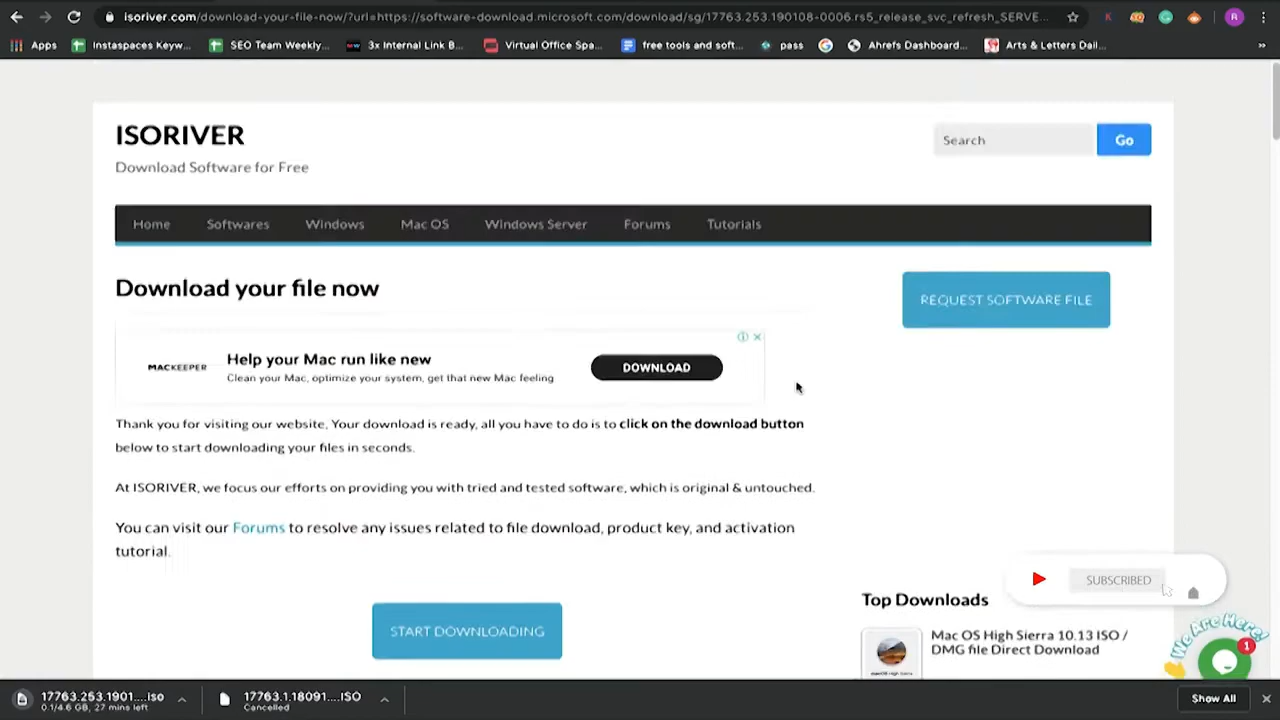 isoriver.com/download-your-file-now/?url=https://software-download.microsoft.com/download/sg/17763.253.190108-0006.rs5_release_svc_refresh_SERVE...
R
Apps
Instaspaces Keyw...
SEO Team Weekly...
3x Internal Link B...
Virtual Office Spa...
free tools and soft...
pass
Ahrefs Dashboard...
Arts & Letters Dail...
»
ISORIVER
Download Software for Free
Search
Go
Home
Softwares
Windows
Mac OS
Windows Server
Forums
Tutorials
Download your file now
REQUEST SOFTWARE FILE
MACKEEPER
Help your Mac run like new
Clean your Mac, optimize your system, get that new Mac feeling
DOWNLOAD
Thank you for visiting our website. Your download is ready, all you have to do is to click on the download button
below to start downloading your files in seconds.
At ISORIVER, we focus our efforts on providing you with tried and tested software, which is original & untouched.
You can visit our Forums to resolve any issues related to file download, product key, and activation
tutorial.
START DOWNLOADING
SUBSCRIBED
Top Downloads
Mac OS High Sierra 10.13 ISO /
DMG file Direct Download
We Are Here!
1
17763.253.1901....iso
0.1/4.6 GB, 27 mins left
17763.1.18091....ISO
Cancelled
Show All